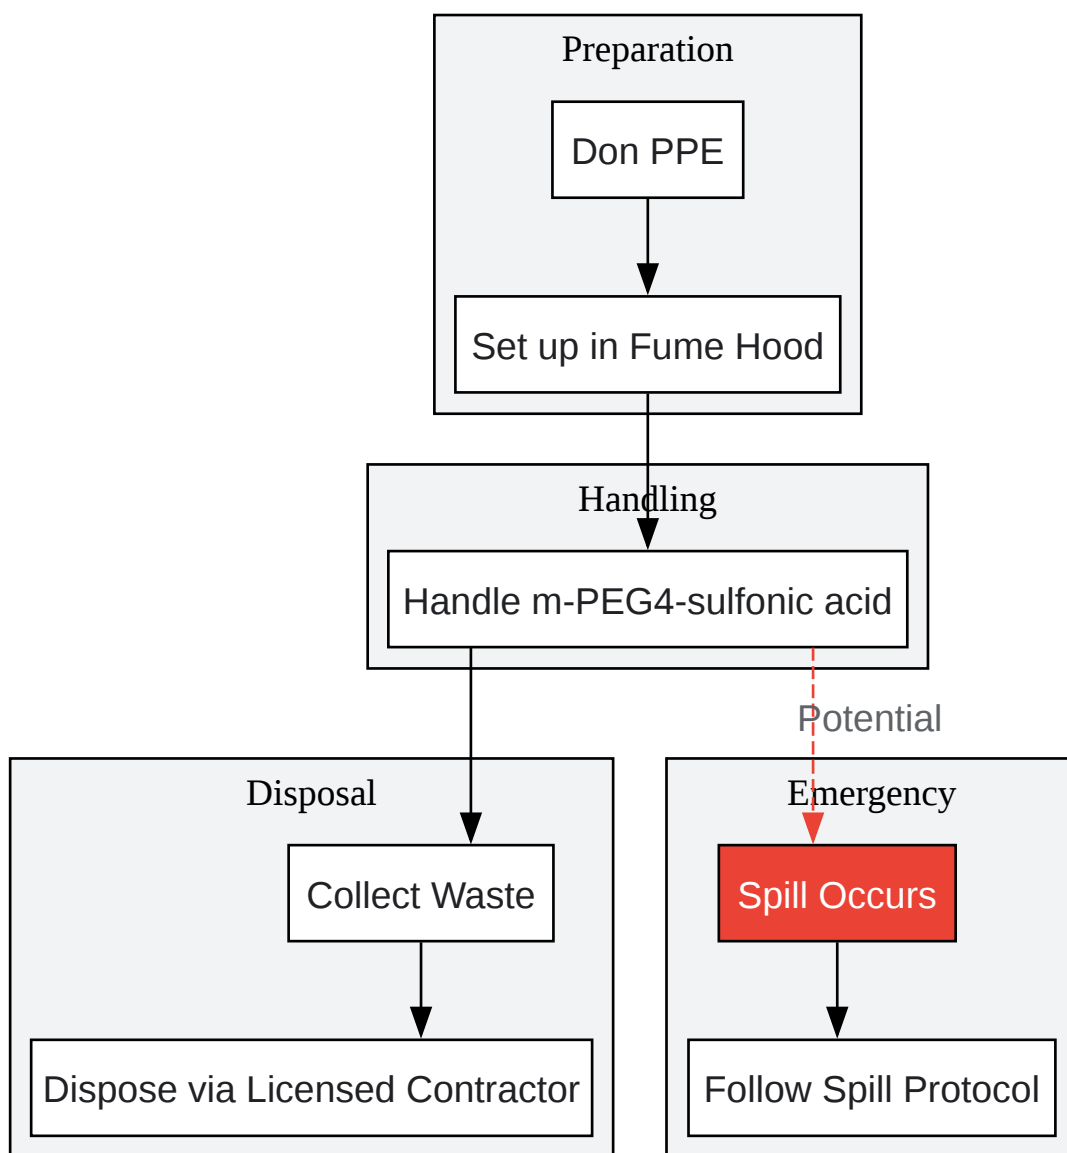 Preparation
Don PPE
Set up in Fume Hood
Handling
Handle m-PEG4-sulfonic acid
Potential
Disposal
Emergency
Collect Waste
Spill Occurs
Dispose via Licensed Contractor
Follow Spill Protocol